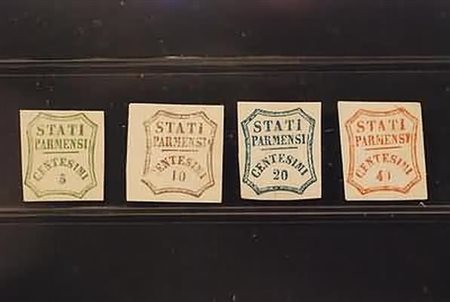 STATI
PARMENSI
CENTESIMI
5
STATI
PARMENSI
CENTESIMI
10
STATI
PARMENSI
CENTESIMI
20
STATI
PARMENSI
CENTESIMI
40